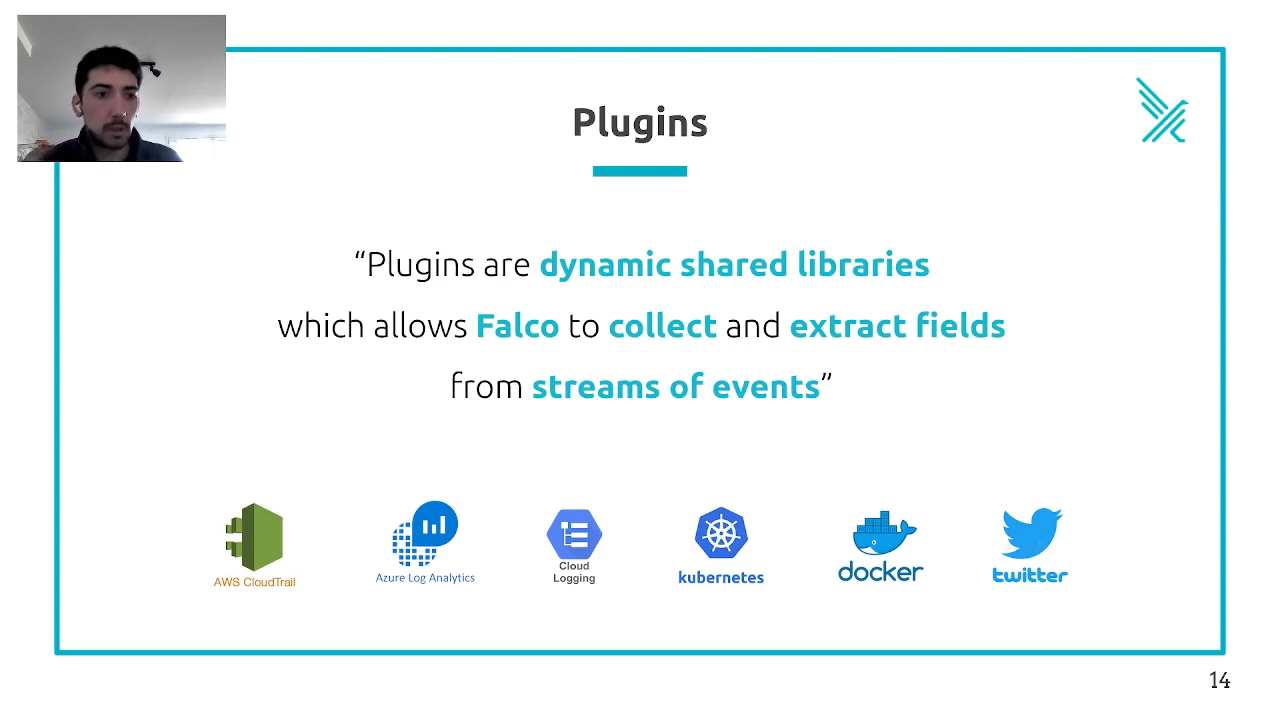 Plugins
“Plugins are dynamic shared libraries
which allows Falco to collect and extract fields
from streams of events”
AWS CloudTrail
Azure Log Analytics
Cloud
Logging
kubernetes
docker
twitter
14